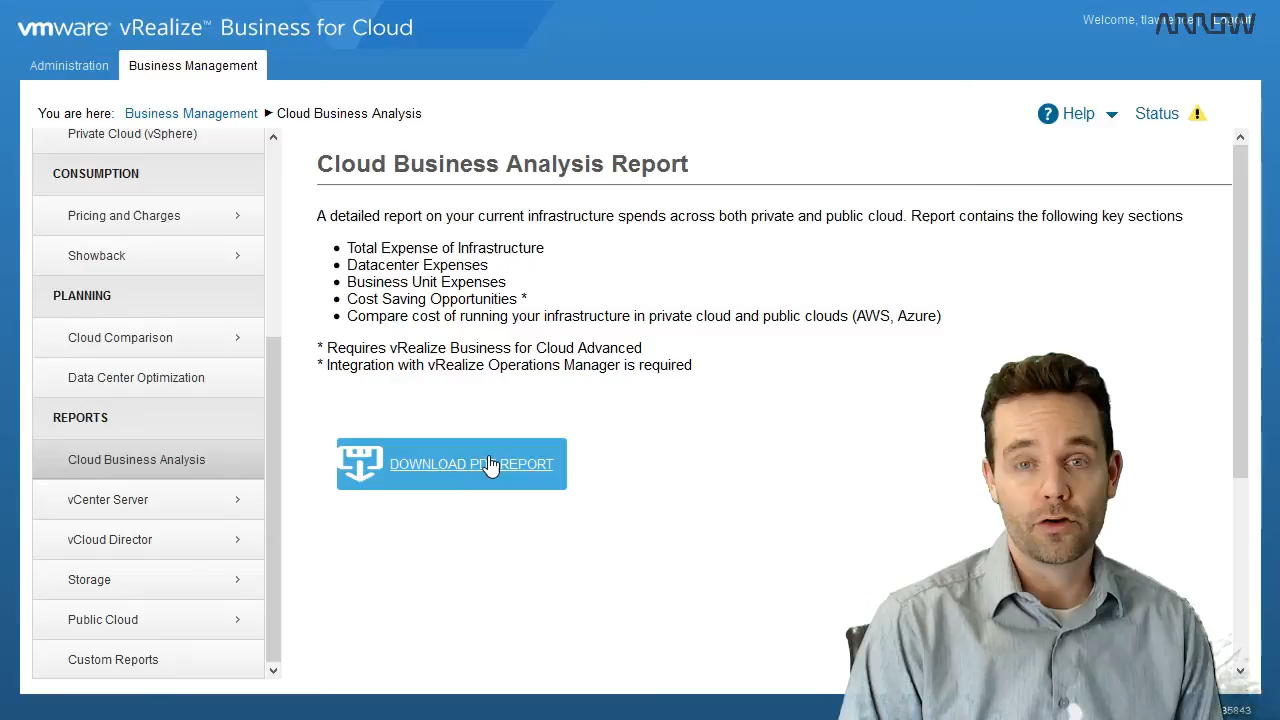 vmware vRealize™ Business for Cloud
Welcome, tlawrence | Logout
ARROW
Administration
Business Management
You are here: Business Management ▶ Cloud Business Analysis
Help
Status
Private Cloud (vSphere)
CONSUMPTION
Pricing and Charges
Showback
PLANNING
Cloud Comparison
Data Center Optimization
REPORTS
Cloud Business Analysis
vCenter Server
vCloud Director
Storage
Public Cloud
Custom Reports
Cloud Business Analysis Report
A detailed report on your current infrastructure spends across both private and public cloud. Report contains the following key sections
• Total Expense of Infrastructure
• Datacenter Expenses
• Business Unit Expenses
• Cost Saving Opportunities *
• Compare cost of running your infrastructure in private cloud and public clouds (AWS, Azure)
* Requires vRealize Business for Cloud Advanced
* Integration with vRealize Operations Manager is required
DOWNLOAD PDF REPORT